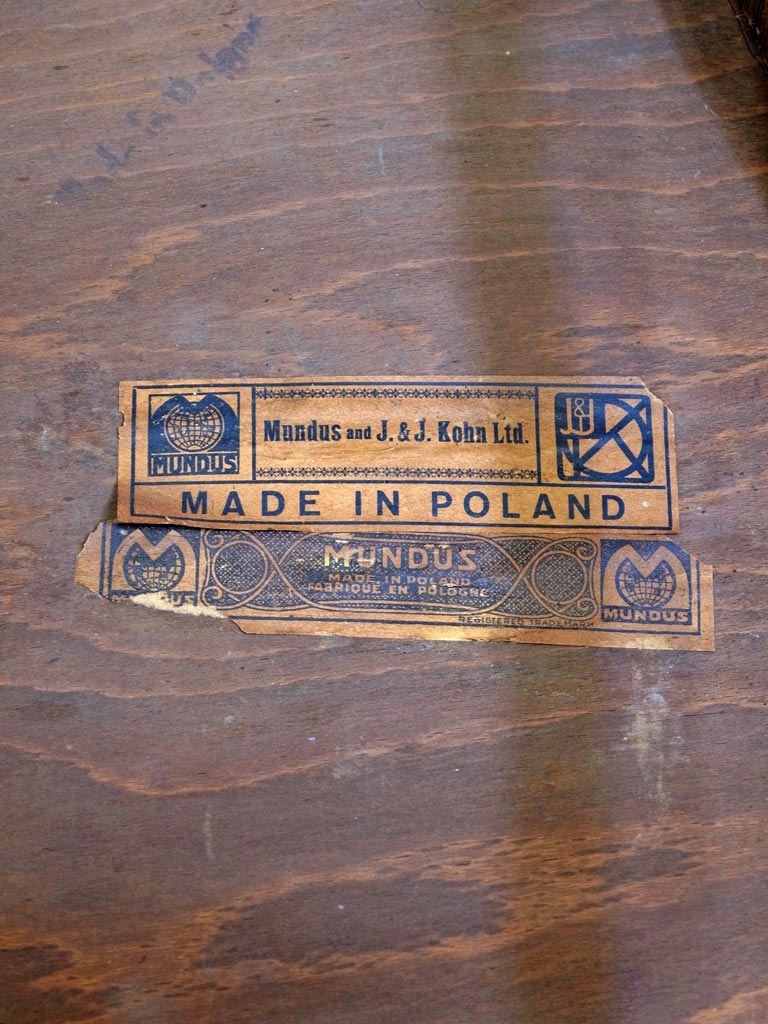 MUNDUS
Mundus and J. & J. Kohn Ltd.
J&J
K
MADE IN POLAND
M
MUNDUS
MADE IN POLAND
FABRIQUE EN POLOGNE
REGISTERED TRADEMARK
M
MUNDUS